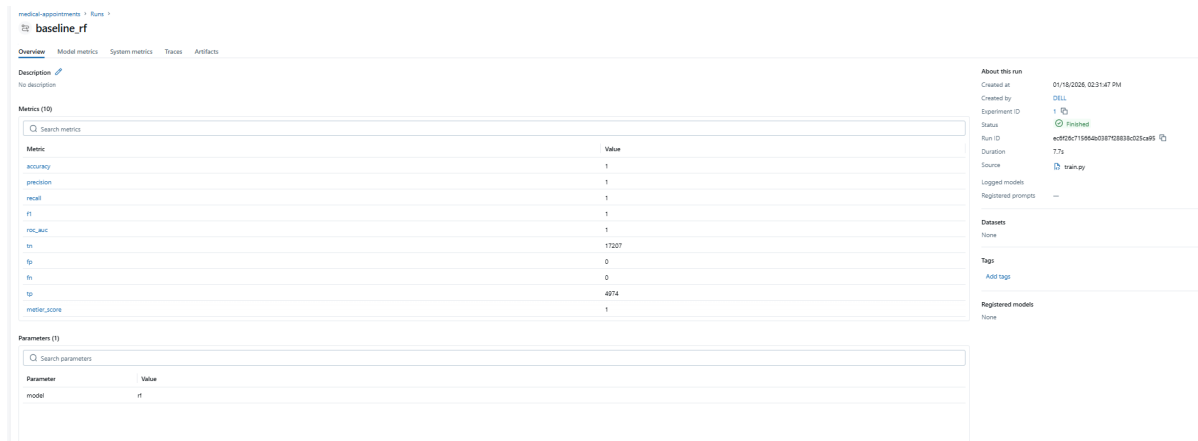 medical-appointments > Runs >
baseline_rf
Overview Model metrics System metrics Traces Artifacts
Description
No description
Metrics (10)
Search metrics
Metric Value
accuracy 1
precision 1
recall 1
f1 1
roc_auc 1
tn 17207
fp 0
fn 0
tp 4974
metier_score 1
Parameters (1)
Search parameters
Parameter Value
model rf
About this run
Created at 01/18/2026, 02:31:47 PM
Created by DELL
Experiment ID 1
Status Finished
Run ID ec6f26c715664b0387f28838c025ca95
Duration 7.7s
Source train.py
Logged models
Registered prompts —
Datasets
None
Tags
Add tags
Registered models
None